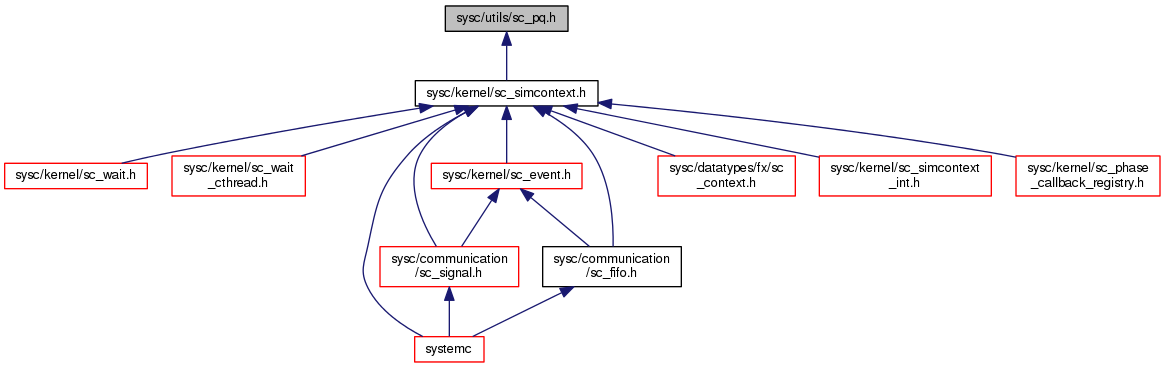 sysc/utils/sc_pq.h
sysc/kernel/sc_simcontext.h
sysc/kernel/sc_wait.h
sysc/kernel/sc_wait
_cthread.h
sysc/kernel/sc_event.h
sysc/datatypes/fx/sc
_context.h
sysc/kernel/sc_simcontext
_int.h
sysc/kernel/sc_phase
_callback_registry.h
sysc/communication
/sc_signal.h
sysc/communication
/sc_fifo.h
systemc